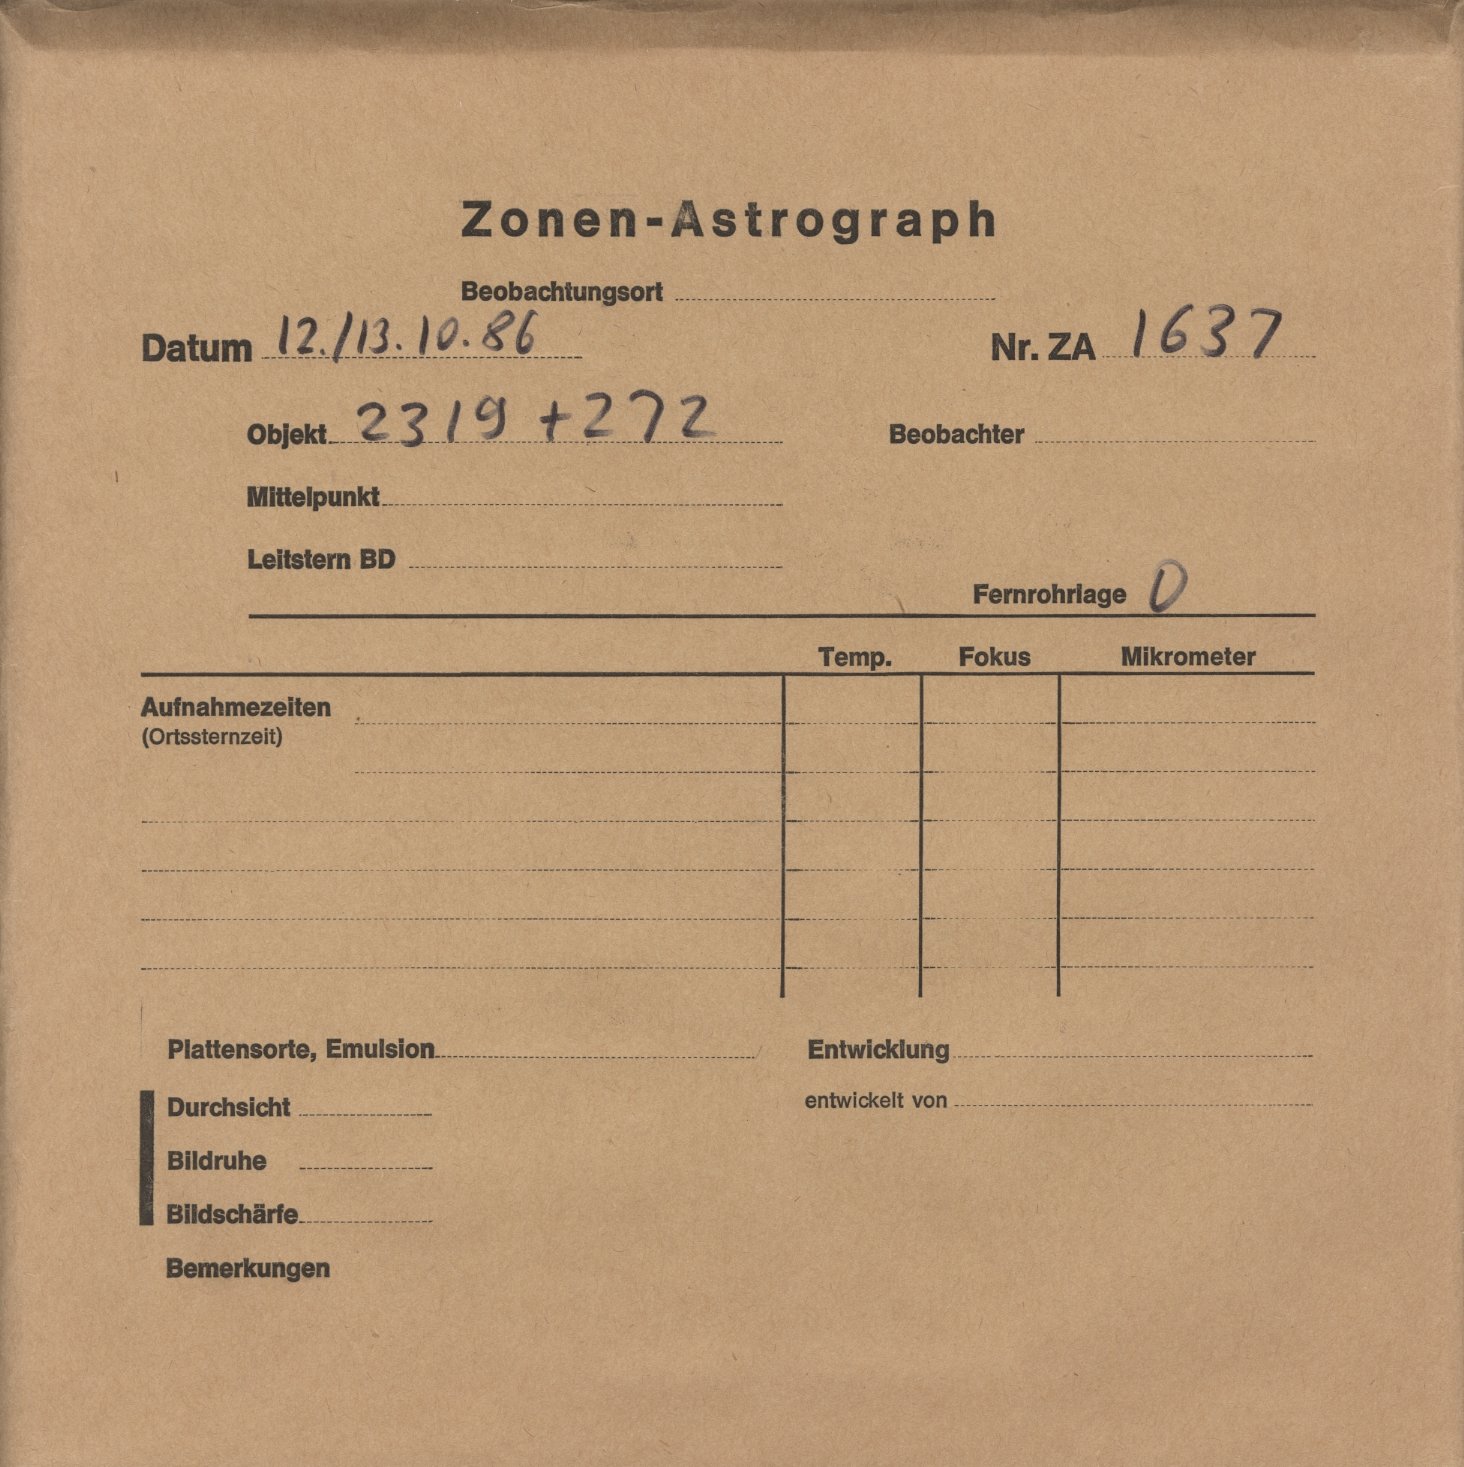 Zonen-Astrograph
Beobachtungsort
Datum 12./13.10.86 Nr. ZA 1637
Objekt 2319 +272 Beobachter
Mittelpunkt
Leitstern BD
Fernrohrlage O
Temp. Fokus Mikrometer
Aufnahmezeiten
(Ortssternzeit)
Plattensorte, Emulsion Entwicklung
Durchsicht entwickelt von
Bildruhe
Bildschärfe
Bemerkungen